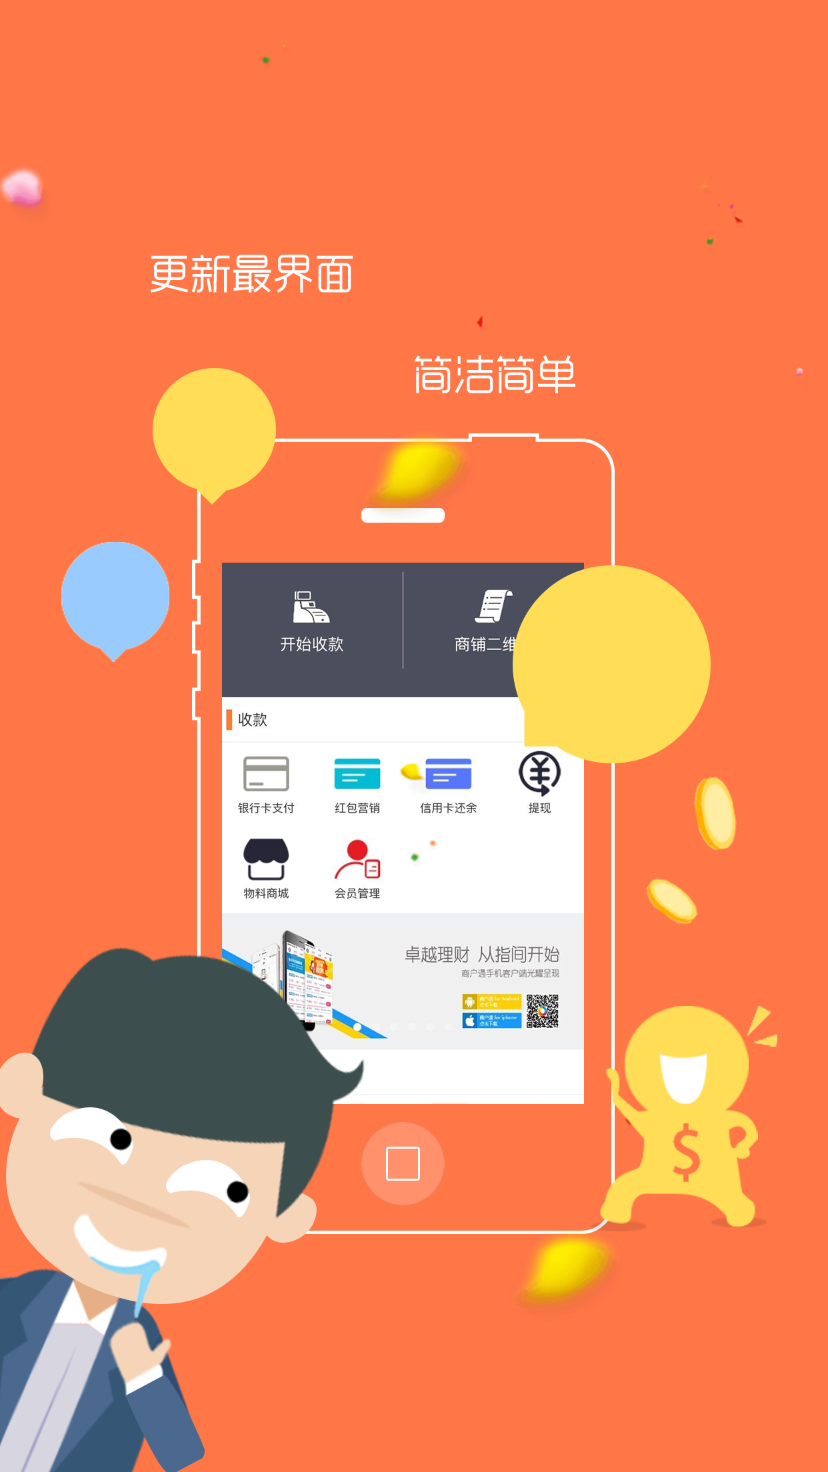 更新最界面
简洁简单
开始收款
商铺二维
收款
银行卡支付
红包营销
信用卡还余
提现
物料商城
会员管理
卓越理财 从指间开始
商户通手机客户端光耀呈现
$